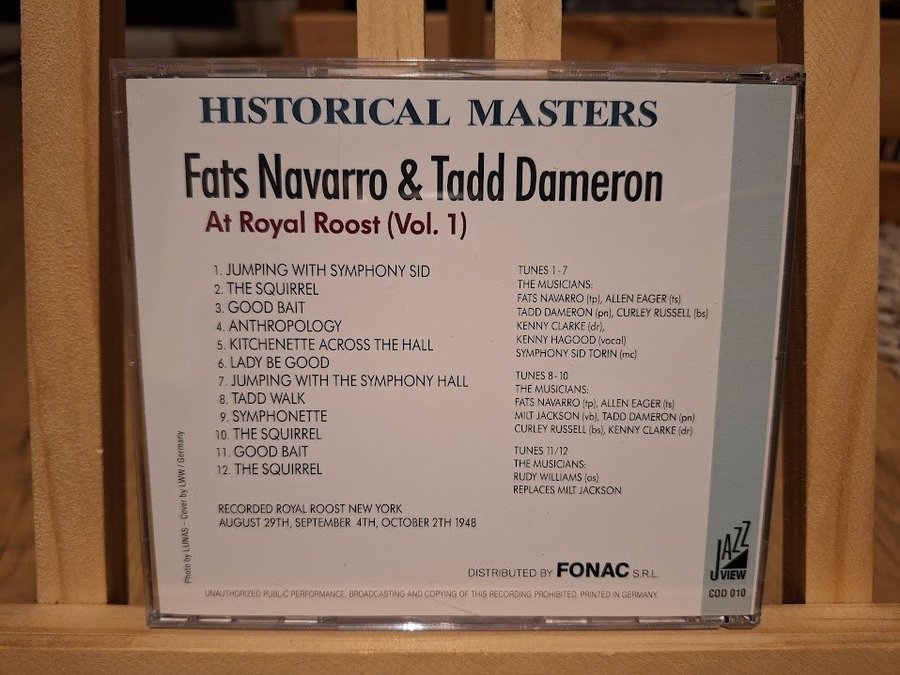 HISTORICAL MASTERS
Fats Navarro & Tadd Dameron
At Royal Roost (Vol. 1)
1. JUMPING WITH SYMPHONY SID
2. THE SQUIRREL
3. GOOD BAIT
4. ANTHROPOLOGY
5. KITCHENETTE ACROSS THE HALL
6. LADY BE GOOD
7. JUMPING WITH THE SYMPHONY HALL
8. TADD WALK
9. SYMPHONETTE
10. THE SQUIRREL
11. GOOD BAIT
12. THE SQUIRREL
TUNES 1-7
THE MUSICIANS:
FATS NAVARRO (tp), ALLEN EAGER (ts)
TADD DAMERON (pn), CURLEY RUSSELL (bs)
KENNY CLARKE (dr),
KENNY HAGOOD (vocal)
SYMPHONY SID TORIN (mc)
TUNES 8-10
THE MUSICIANS:
FATS NAVARRO (tp), ALLEN EAGER (ts)
MILT JACKSON (vb), TADD DAMERON (pn)
CURLEY RUSSELL (bs), KENNY CLARKE (dr)
TUNES 11/12
THE MUSICIANS:
RUDY WILLIAMS (as)
REPLACES MILT JACKSON
RECORDED ROYAL ROOST NEW YORK
AUGUST 29TH, SEPTEMBER 4TH, OCTOBER 2TH 1948
Photo by LUNAS - Cover by LWW / Germany
DISTRIBUTED BY FONAC S.R.L.
JAZZ
VIEW
COD 010
UNAUTHORIZED PUBLIC PERFORMANCE, BROADCASTING AND COPYING OF THIS RECORDING PROHIBITED. PRINTED IN GERMANY.